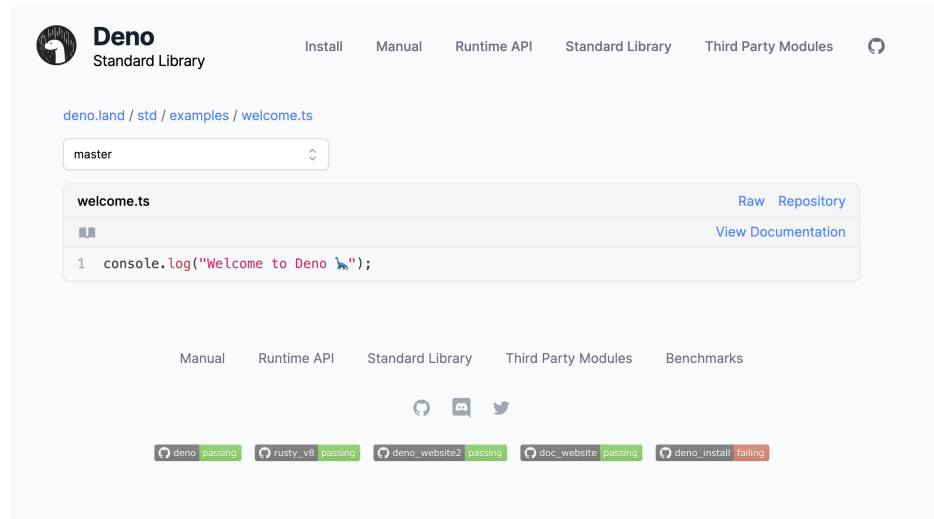 Deno
Standard Library
Install Manual Runtime API Standard Library Third Party Modules
deno.land / std / examples / welcome.ts
master
welcome.ts Raw Repository
View Documentation
1 console.log("Welcome to Deno 🦕");
Manual Runtime API Standard Library Third Party Modules Benchmarks
deno passing rusty_v8 passing deno_website2 passing doc_website passing deno_install failing